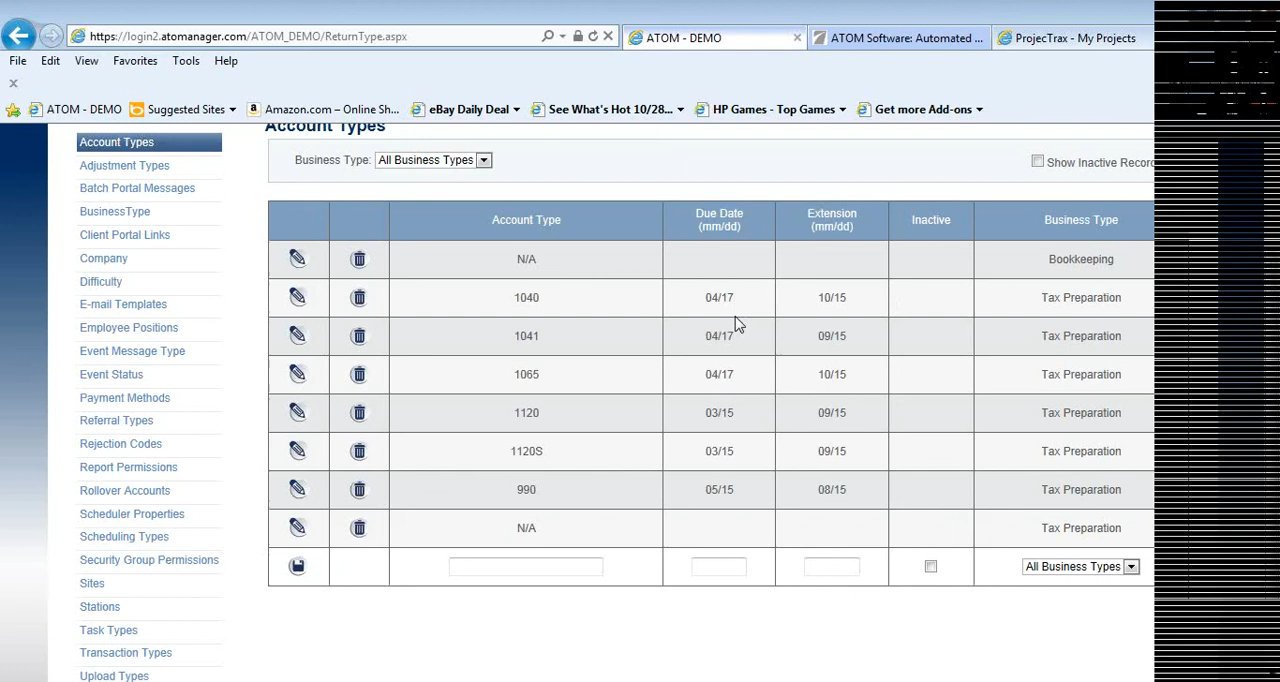 https://login2.atomanager.com/ATOM_DEMO/ReturnType.aspx
ATOM - DEMO
ATOM Software: Automated ...
ProjecTrax - My Projects
File Edit View Favorites Tools Help
ATOM - DEMO
Suggested Sites
Amazon.com – Online Sh...
eBay Daily Deal
See What's Hot 10/28...
HP Games - Top Games
Get more Add-ons
Account Types
Adjustment Types
Batch Portal Messages
BusinessType
Client Portal Links
Company
Difficulty
E-mail Templates
Employee Positions
Event Message Type
Event Status
Payment Methods
Referral Types
Rejection Codes
Report Permissions
Rollover Accounts
Scheduler Properties
Scheduling Types
Security Group Permissions
Sites
Stations
Task Types
Transaction Types
Upload Types
Account Types
Business Type: All Business Types
Show Inactive Recor
Account Type Due Date (mm/dd) Extension (mm/dd) Inactive Business Type
N/A Bookkeeping
1040 04/17 10/15 Tax Preparation
1041 04/17 09/15 Tax Preparation
1065 04/17 10/15 Tax Preparation
1120 03/15 09/15 Tax Preparation
1120S 03/15 09/15 Tax Preparation
990 05/15 08/15 Tax Preparation
N/A Tax Preparation
All Business Types